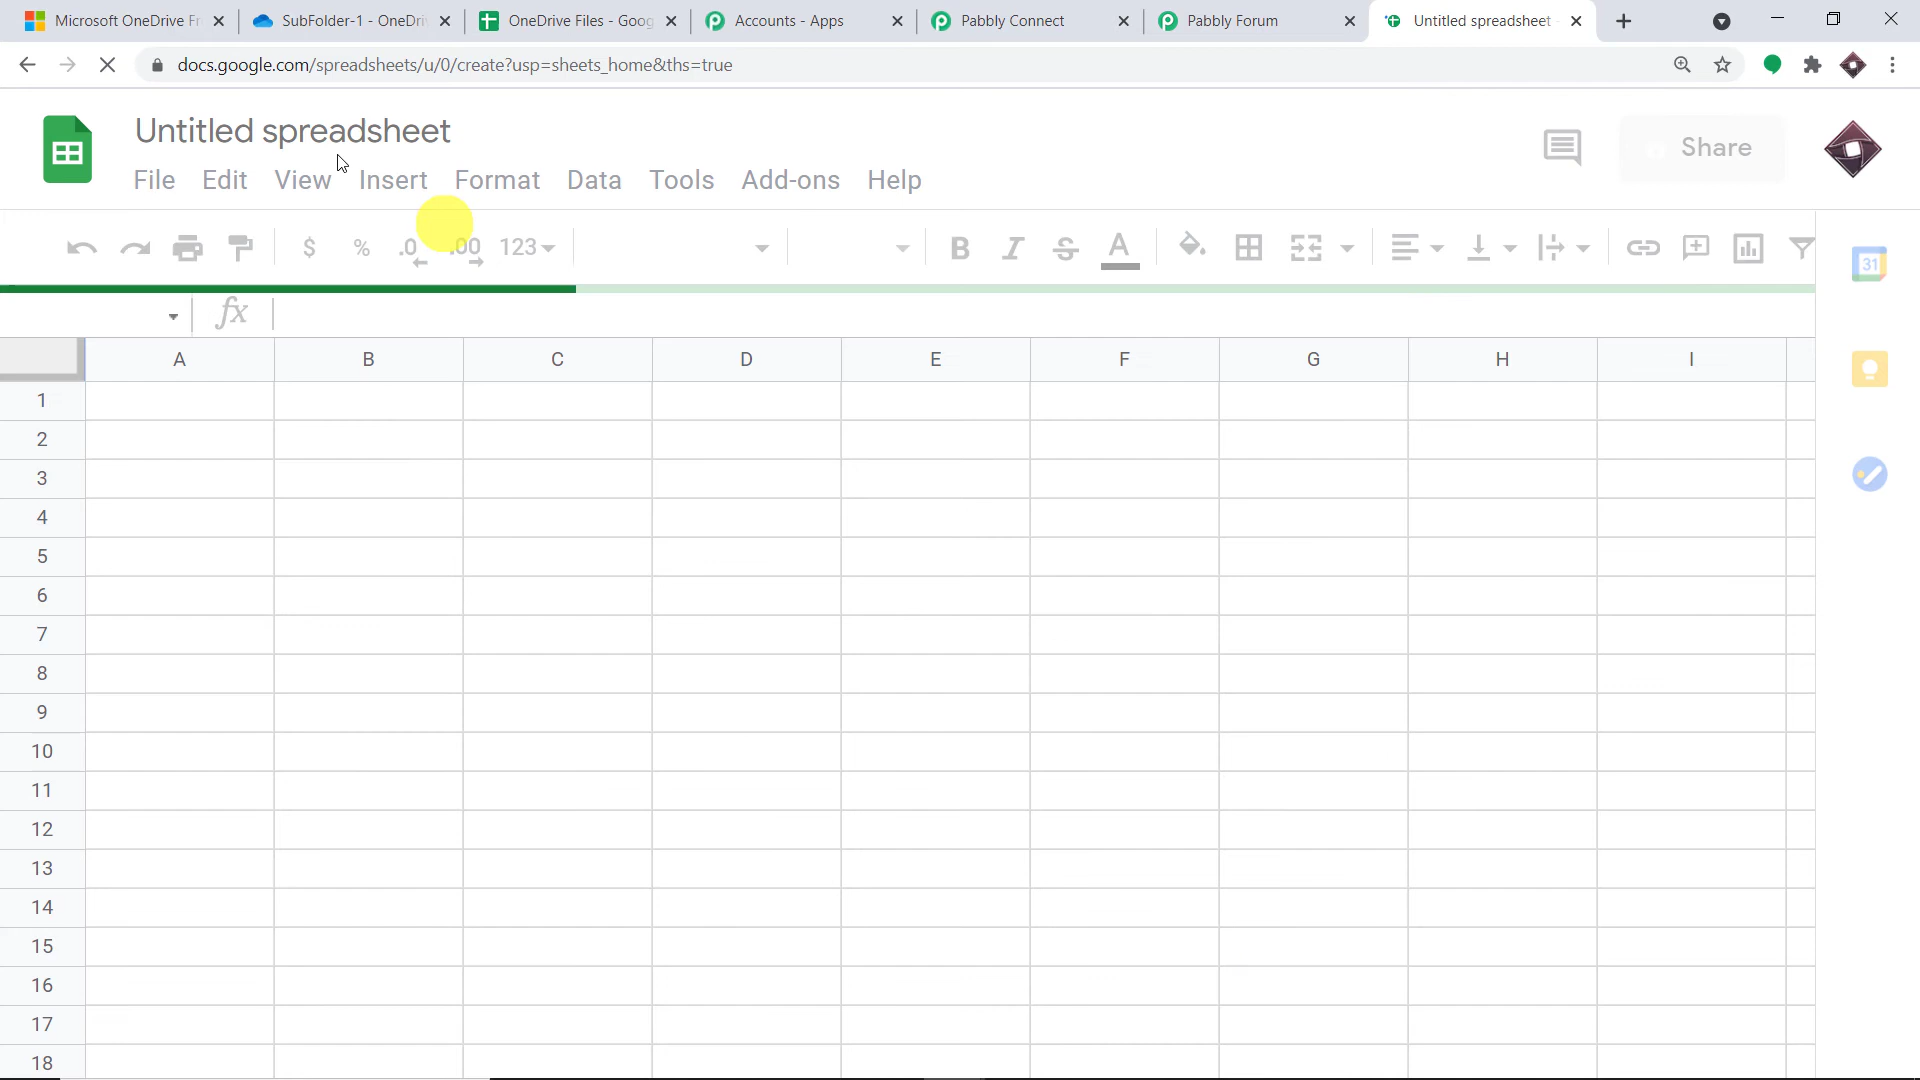 Microsoft OneDrive Fr
SubFolder-1 - OneDriv
OneDrive Files - Goog
Accounts - Apps
Pabbly Connect
Pabbly Forum
Untitled spreadsheet
docs.google.com/spreadsheets/u/0/create?usp=sheets_home&ths=true
Untitled spreadsheet
Share
File Edit View Insert Format Data Tools Add-ons Help
$ % .0 .00 123 B I S A
31
fx
A B C D E F G H I
1
2
3
4
5
6
7
8
9
10
11
12
13
14
15
16
17
18